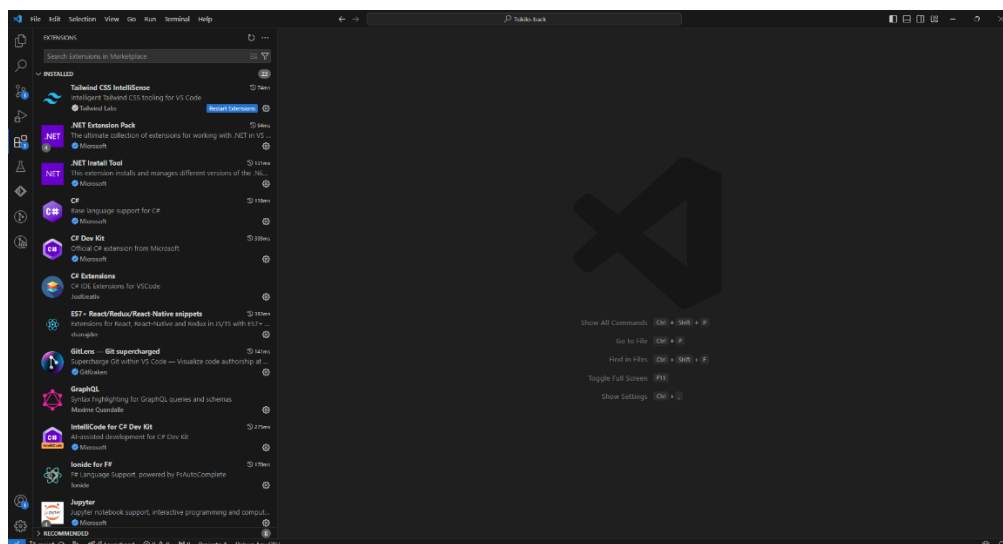 File Edit Selection View Go Run Terminal Help
Tukilo-back
EXTENSIONS
Search Extensions in Marketplace
INSTALLED
22
Tailwind CSS IntelliSense
74ms
Intelligent Tailwind CSS tooling for VS Code
Tailwind Labs
Restart Extensions
.NET Extension Pack
64ms
The ultimate collection of extensions for working with .NET in VS ...
Microsoft
.NET Install Tool
131ms
This extension installs and manages different versions of the .NE...
Microsoft
C#
Base language support for C#
Microsoft
C# Dev Kit
Official C# extension from Microsoft
Microsoft
C# Extensions
C# IDE Extensions for VSCode
JosKreativ
ES7+ React/Redux/React-Native snippets
Extensions for React, React-Native and Redux in JS/TS with ES7+ ...
dsznajder
GitLens — Git supercharged
Supercharge Git within VS Code — Visualize code authorship at ...
GitKraken
GraphQL
Syntax highlighting for GraphQL queries and schemas
Maxime Quandalle
IntelliCode for C# Dev Kit
275ms
AI-assisted development for C# Dev Kit
Microsoft
Ionide for F#
178ms
F# Language Support, powered by FsAutoComplete
Ionide
Jupyter
Jupyter notebook support, interactive programming and comput...
Microsoft
RECOMMENDED
Show All Commands Ctrl + Shift + P
Go to File Ctrl + P
Find in Files Ctrl + Shift + F
Toggle Full Screen F11
Show Settings Ctrl + ,